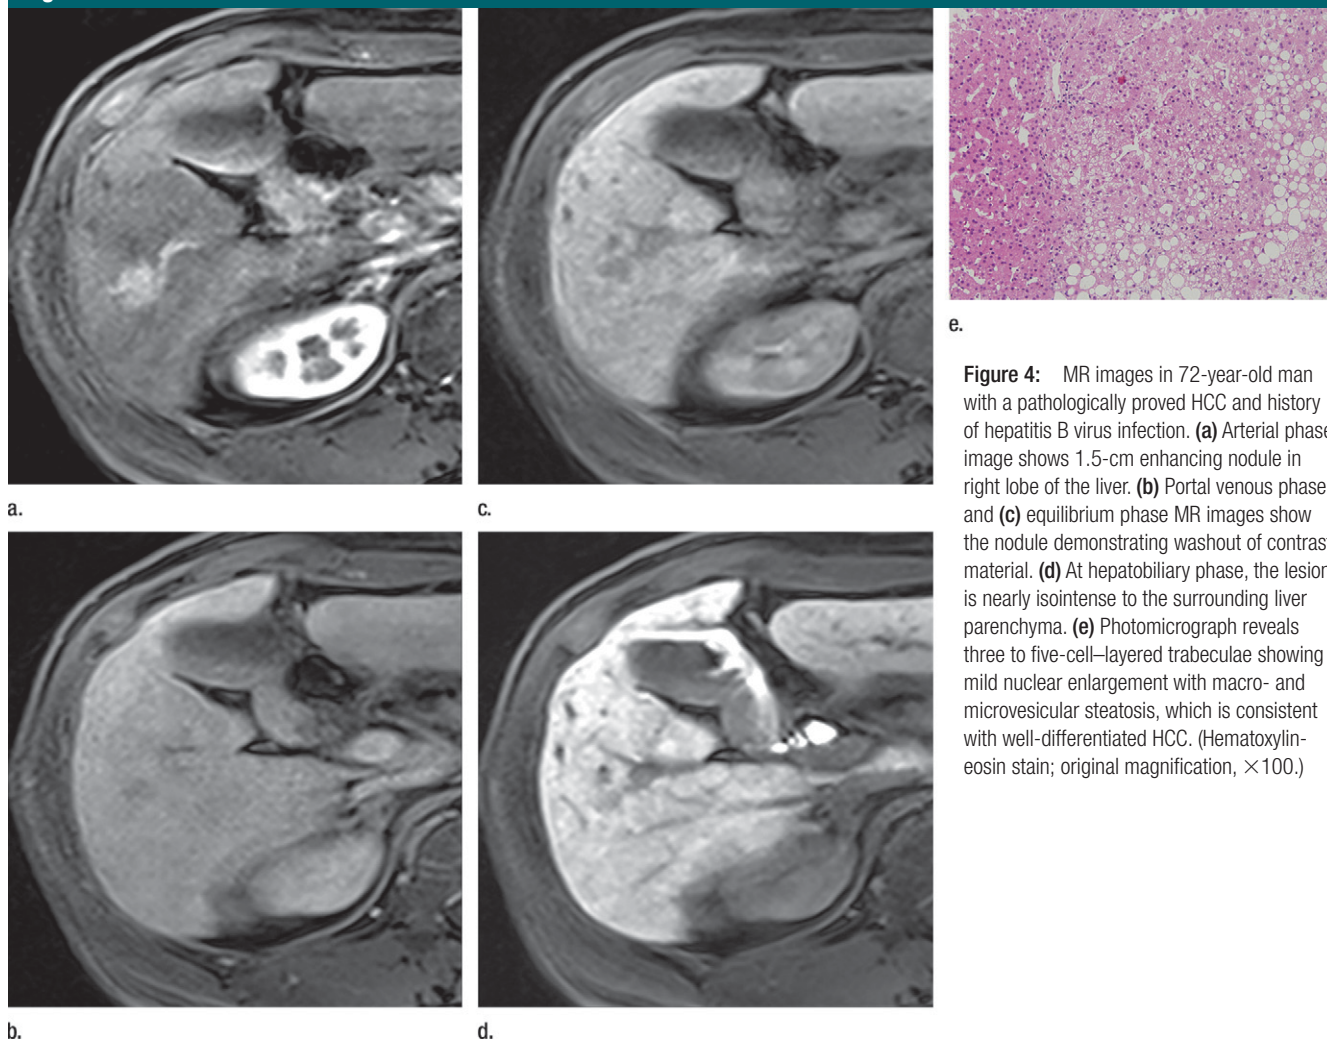 a.
c.
b.
d.
e.
Figure 4: MR images in 72-year-old man
with a pathologically proved HCC and history
of hepatitis B virus infection. (a) Arterial phase
image shows 1.5-cm enhancing nodule in
right lobe of the liver. (b) Portal venous phase
and (c) equilibrium phase MR images show
the nodule demonstrating washout of contras
material. (d) At hepatobiliary phase, the lesion
is nearly isointense to the surrounding liver
parenchyma. (e) Photomicrograph reveals
three to five-cell–layered trabeculae showing
mild nuclear enlargement with macro- and
microvesicular steatosis, which is consistent
with well-differentiated HCC. (Hematoxylin-
eosin stain; original magnification, ×100.)